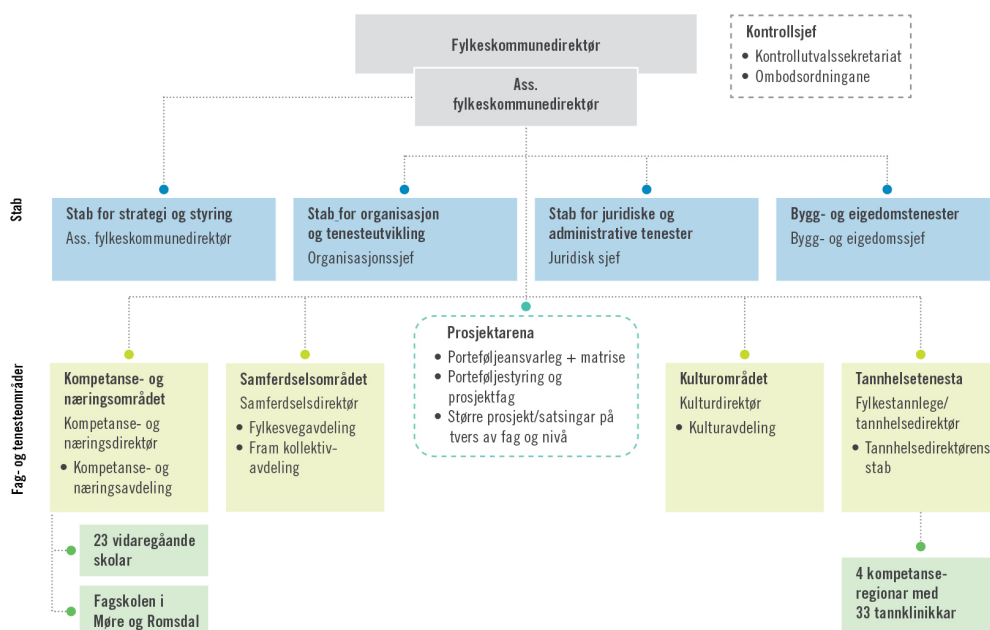 Fylkeskommunedirektør
Ass.
fylkeskommunedirektør
Kontrollsjef
• Kontrollutvalssekretariat
• Ombodsordningane
Stab
Stab for strategi og styring
Ass. fylkeskommunedirektør
Stab for organisasjon
og tenesteutvikling
Organisasjonssjef
Stab for juridiske og
administrative tenester
Juridisk sjef
Bygg- og eigedomstenester
Bygg- og eigedomssjef
Fag- og tenesteområder
Kompetanse- og
næringsområdet
Kompetanse- og
næringsdirektør
• Kompetanse- og
næringsavdeling
Samferdselsområdet
Samferdselsdirektør
• Fylkesvegavdeling
• Fram kollektiv-
avdeling
Prosjektarena
• Porteføljeansvarleg + matrise
• Porteføljestyring og
prosjektfag
• Større prosjekt/satsingar på
tvers av fag og nivå
Kulturområdet
Kulturdirektør
• Kulturavdeling
Tannhelsetenesta
Fylkestannlege/
tannhelsedirektør
• Tannhelsedirektørens
stab
23 vidaregåande
skolar
Fagskolen i
Møre og Romsdal
4 kompetanse-
regionar med
33 tannklinikkar